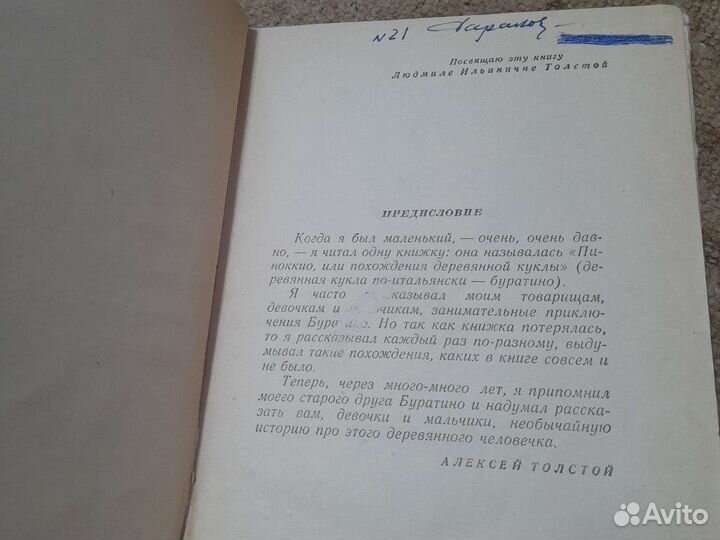 №21
Посвящаю эту книгу
Людмиле Ильиничне Толстой
ПРЕДИСЛОВИЕ
Когда я был маленький, — очень, очень дав-
но, — я читал одну книжку: она называлась «Пи-
ноккио, или похождения деревянной куклы» (де-
ревянная кукла по-итальянски — буратино).
Я часто рассказывал моим товарищам,
девочкам и мальчикам, занимательные приклю-
чения Буратино. Но так как книжка потерялась,
то я рассказывал каждый раз по-разному, выду-
мывал такие похождения, каких в книге совсем и
не было.
Теперь, через много-много лет, я припомнил
моего старого друга Буратино и надумал расска-
зать вам, девочки и мальчики, необычайную
историю про этого деревянного человечка.
АЛЕКСЕЙ ТОЛСТОЙ
Avito